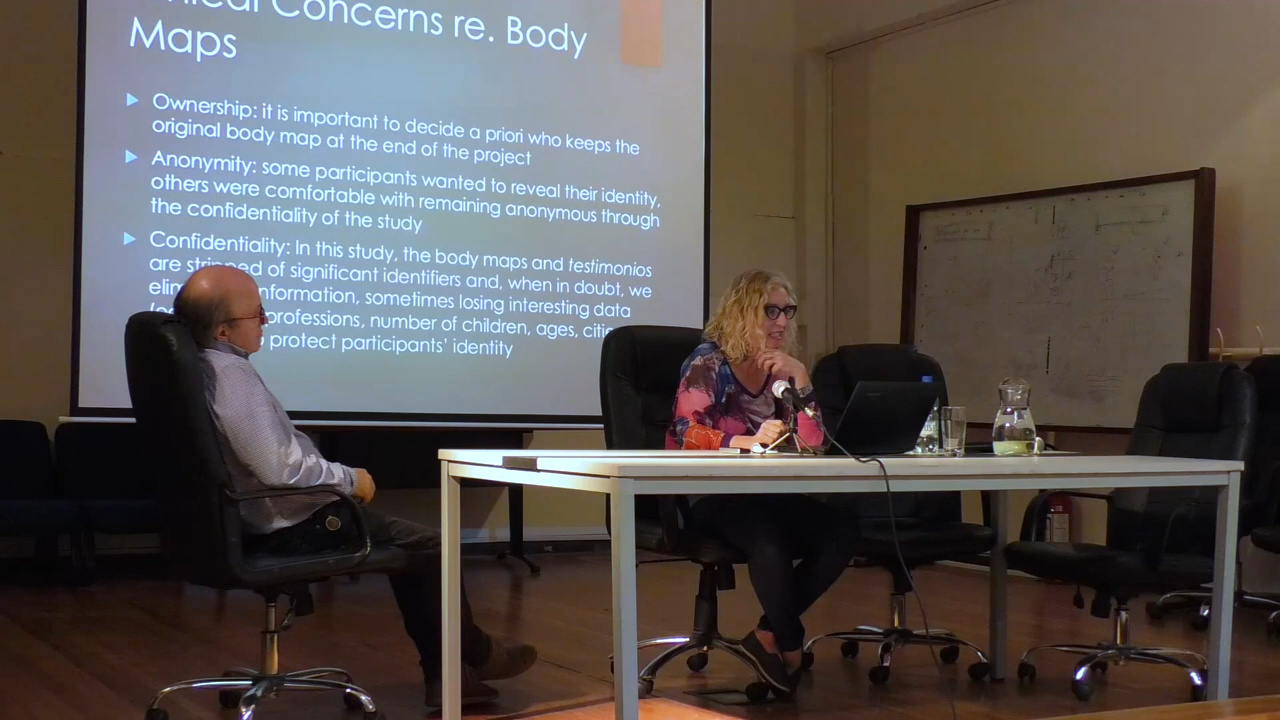 Concerns re. Body
Maps
Ownership: it is important to decide a priori who keeps the
original body map at the end of the project
Anonymity: some participants wanted to reveal their identity,
others were comfortable with remaining anonymous through
the confidentiality of the study
Confidentiality: In this study, the body maps and testimonios
are of significant identifiers and, when in doubt, we
information, sometimes losing interesting data
professions, number of children, ages,
protect participants' identity